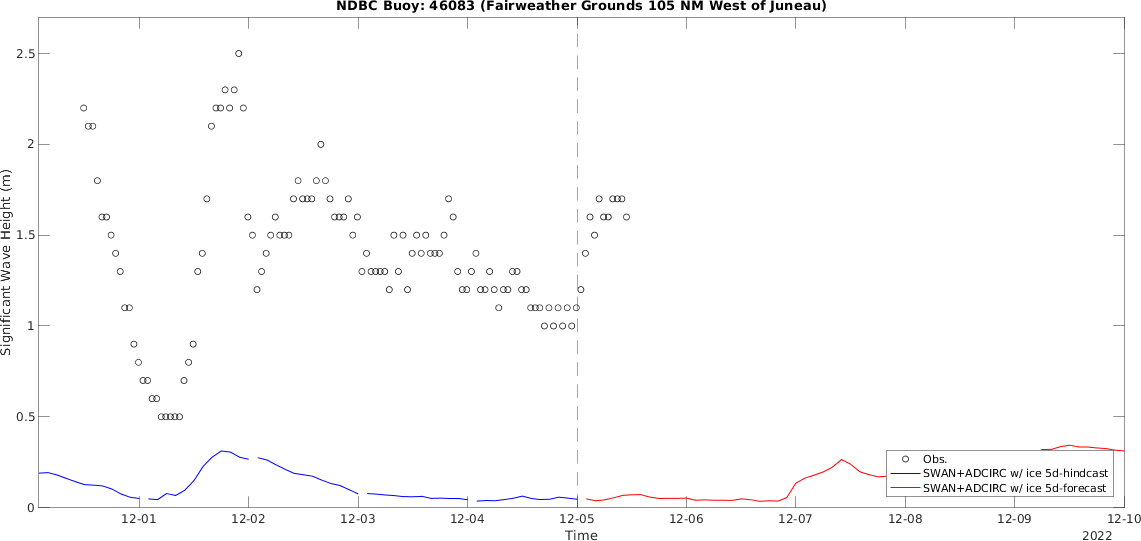 NDBC Buoy: 46083 (Fairweather Grounds 105 NM West of Juneau)
Significant Wave Height (m)
2.5
2
1.5
1
0.5
0
Obs.
SWAN+ADCIRC w/ ice 5d-hindcast
SWAN+ADCIRC w/ ice 5d-forecast
12-01 12-02 12-03 12-04 12-05 12-06 12-07 12-08 12-09 12-10
Time
2022